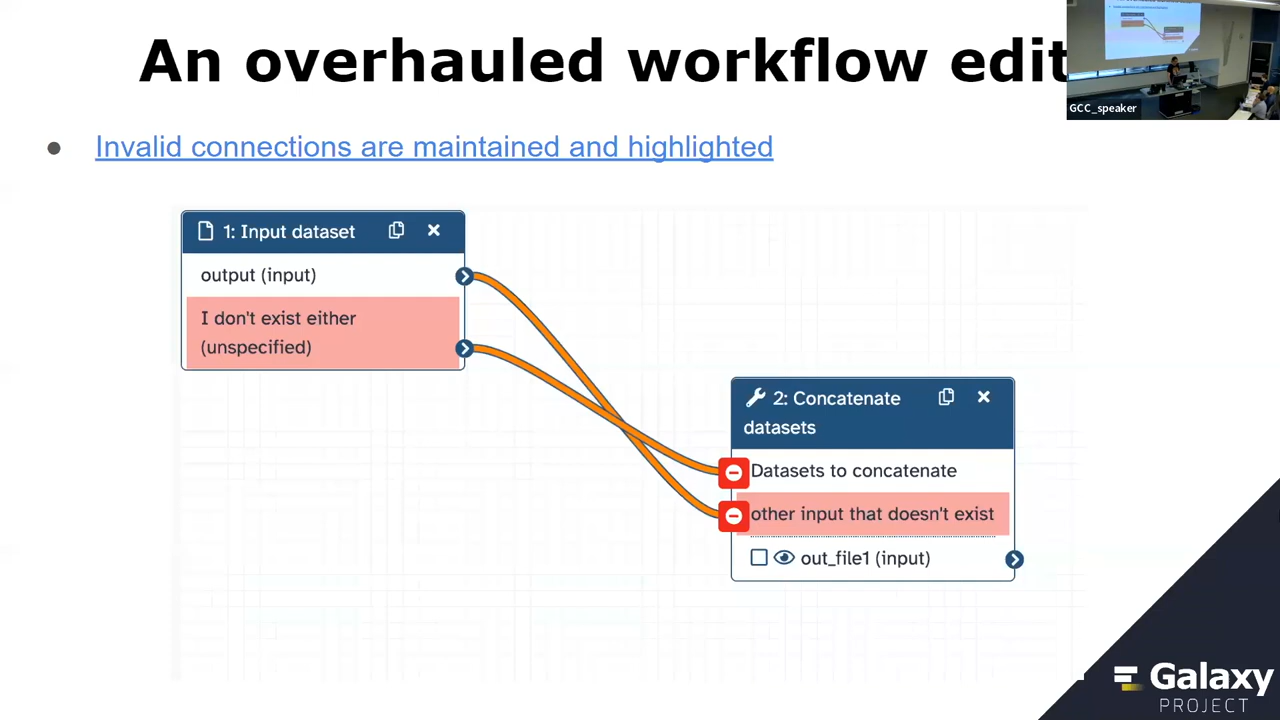 An overhauled workflow edit
GCC_speaker
Invalid connections are maintained and highlighted
1: Input dataset
output (input)
I don't exist either
(unspecified)
2: Concatenate
datasets
Datasets to concatenate
other input that doesn't exist
out_file1 (input)
Galaxy
PROJECT